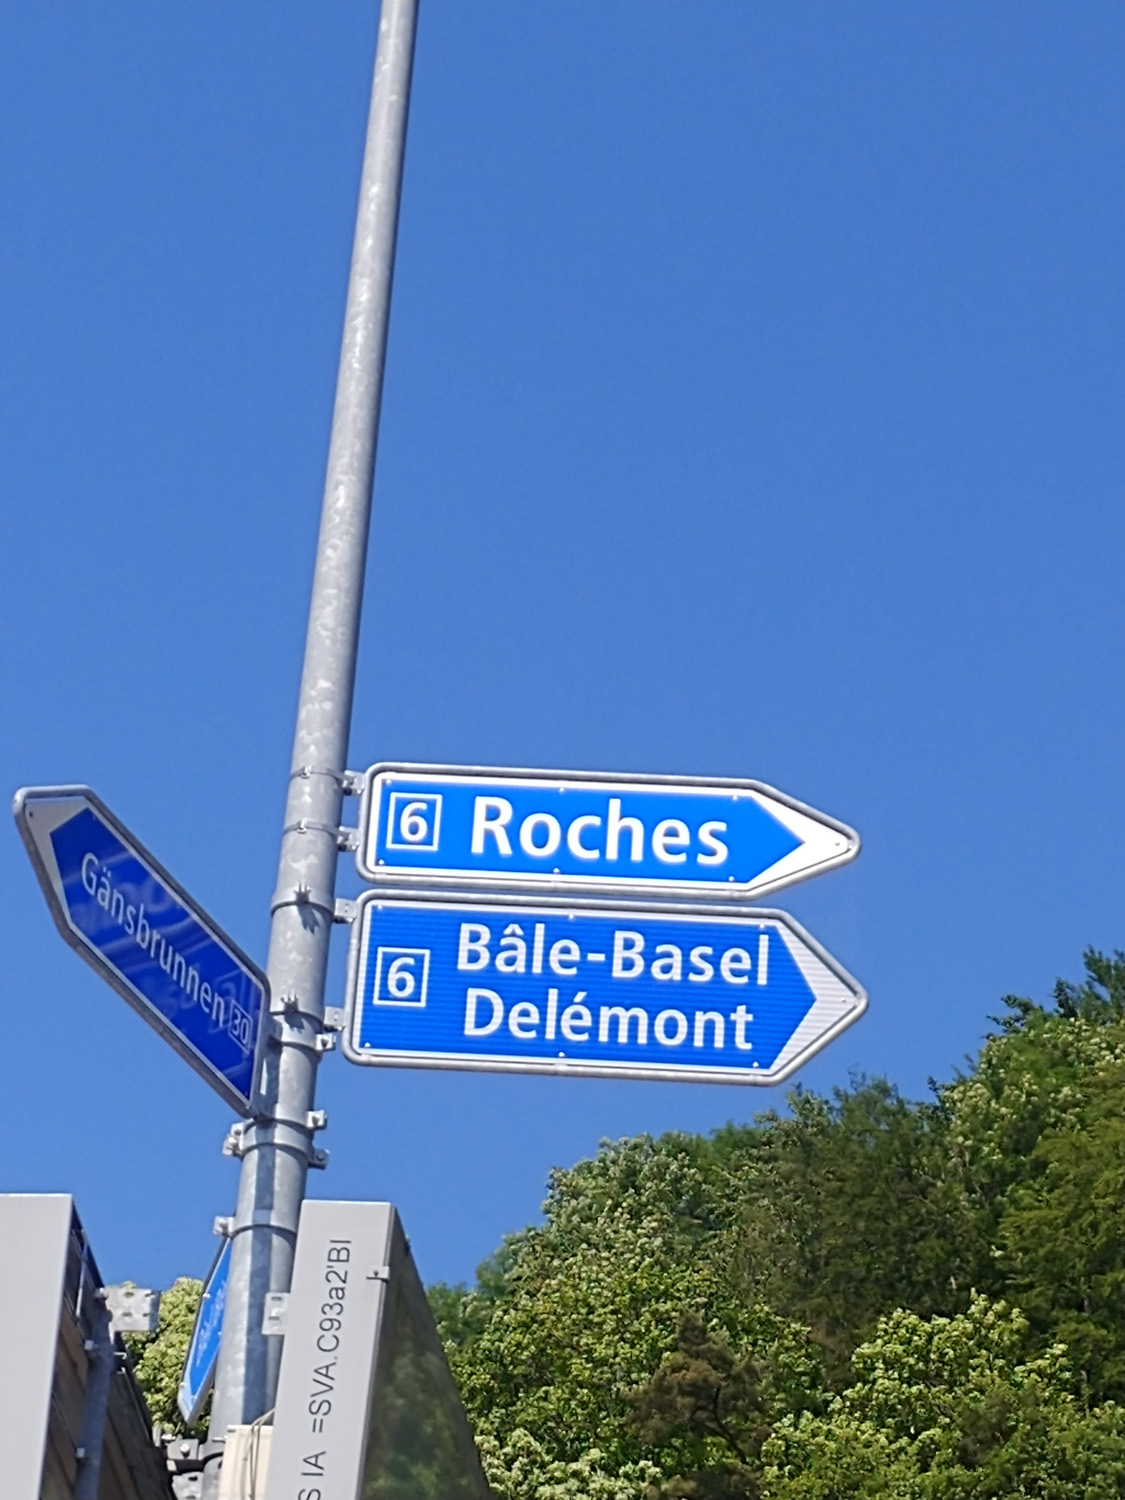 6 Roches
6 Bâle-Basel
Delémont
Gänsbrunnen 30
S IA =SVA.C93a2'BI